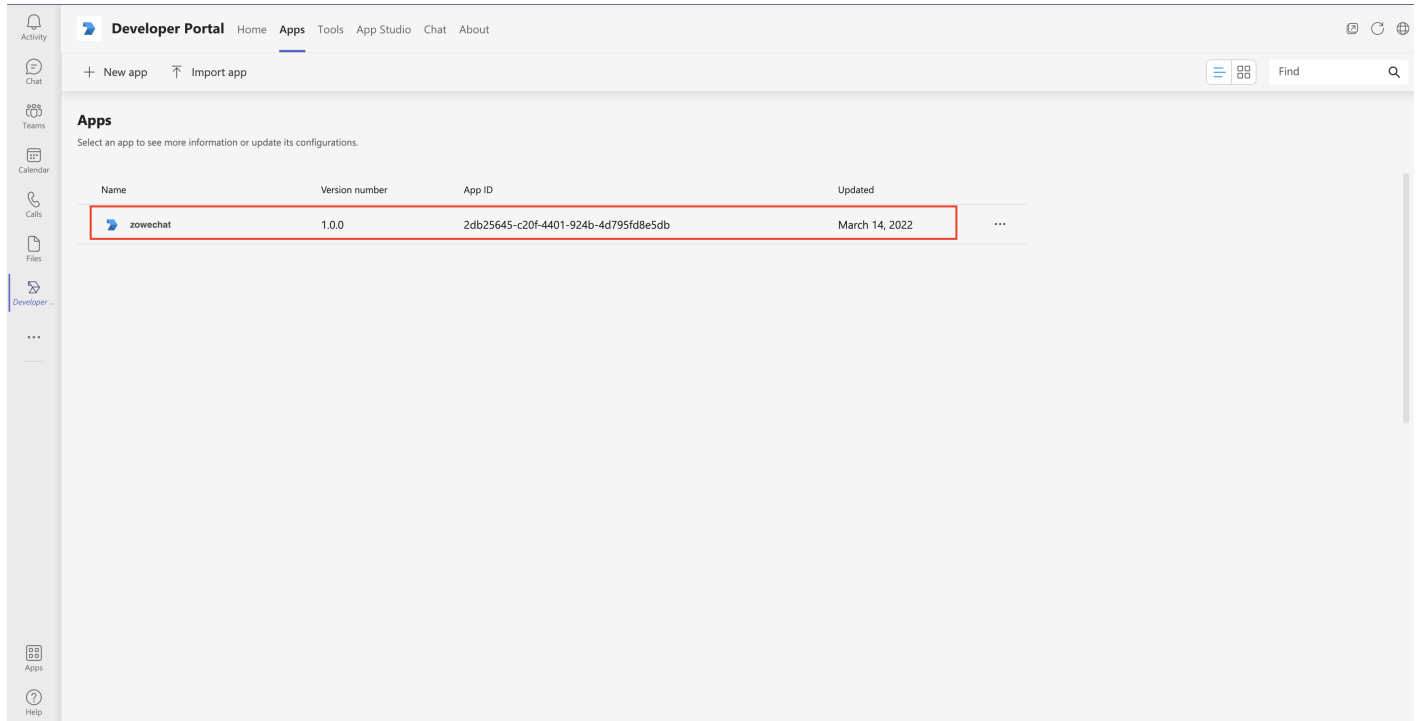 Activity
Chat
Teams
Calendar
Calls
Files
Developer ...
Apps
Help
Developer Portal Home Apps Tools App Studio Chat About
New app Import app Find
Apps
Select an app to see more information or update its configurations.
Name Version number App ID Updated
zowechat 1.0.0 2db25645-c20f-4401-924b-4d795fd8e5db March 14, 2022